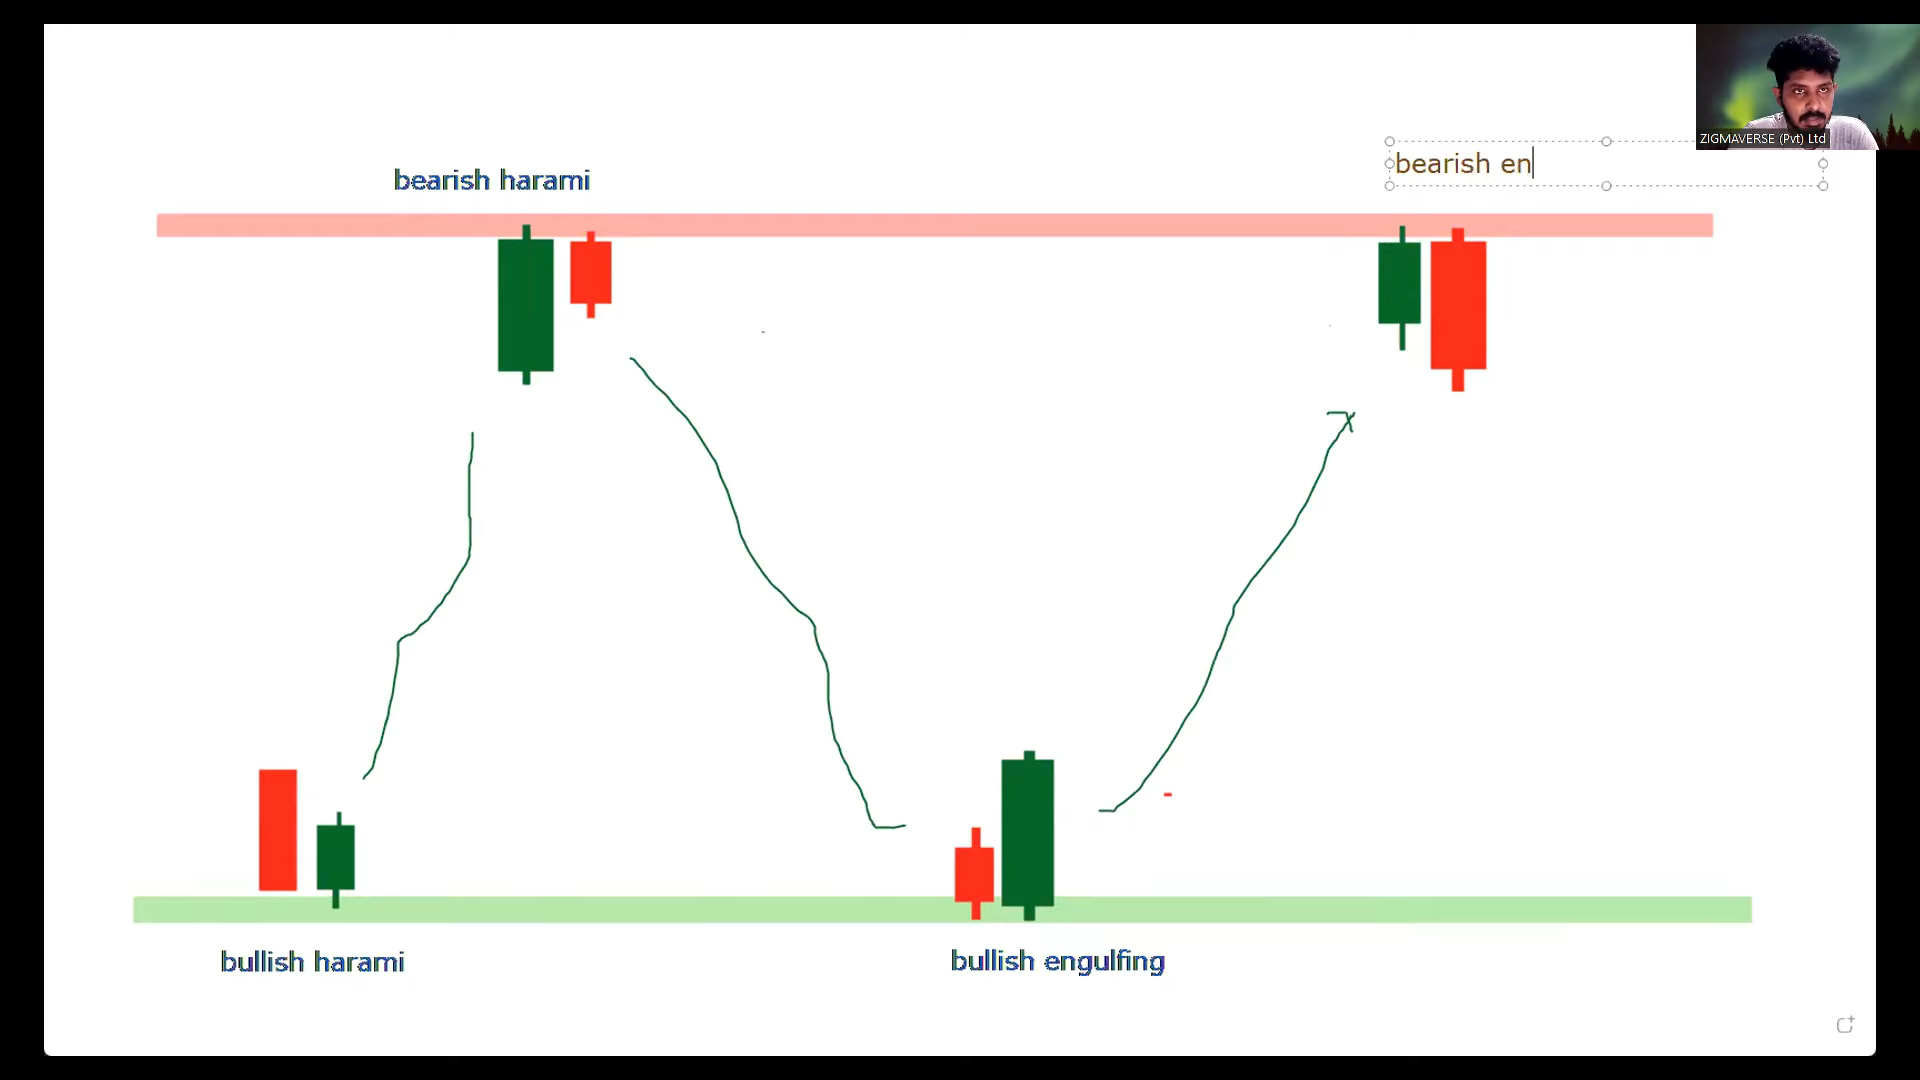 ZIGMAVERSE (Pvt) Ltd
bearish en
bearish harami
bullish harami
bullish engulfing